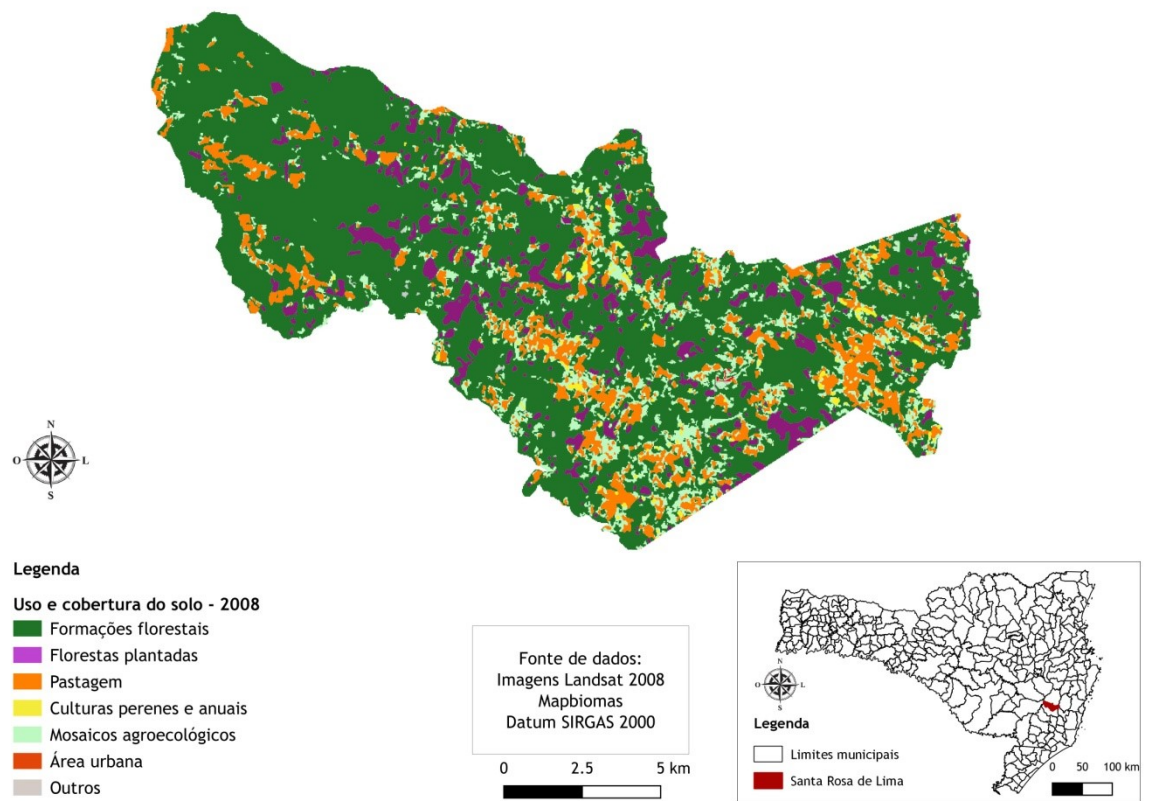 N
O L
S
Legenda
Uso e cobertura do solo - 2008
Formações florestais
Florestas plantadas
Pastagem
Culturas perenes e anuais
Mosaicos agroecológicos
Área urbana
Outros
Fonte de dados:
Imagens Landsat 2008
Mapbiomas
Datum SIRGAS 2000
0 2.5 5 km
N
O L
S
Legenda
Limites municipais
Santa Rosa de Lima
0 50 100 km